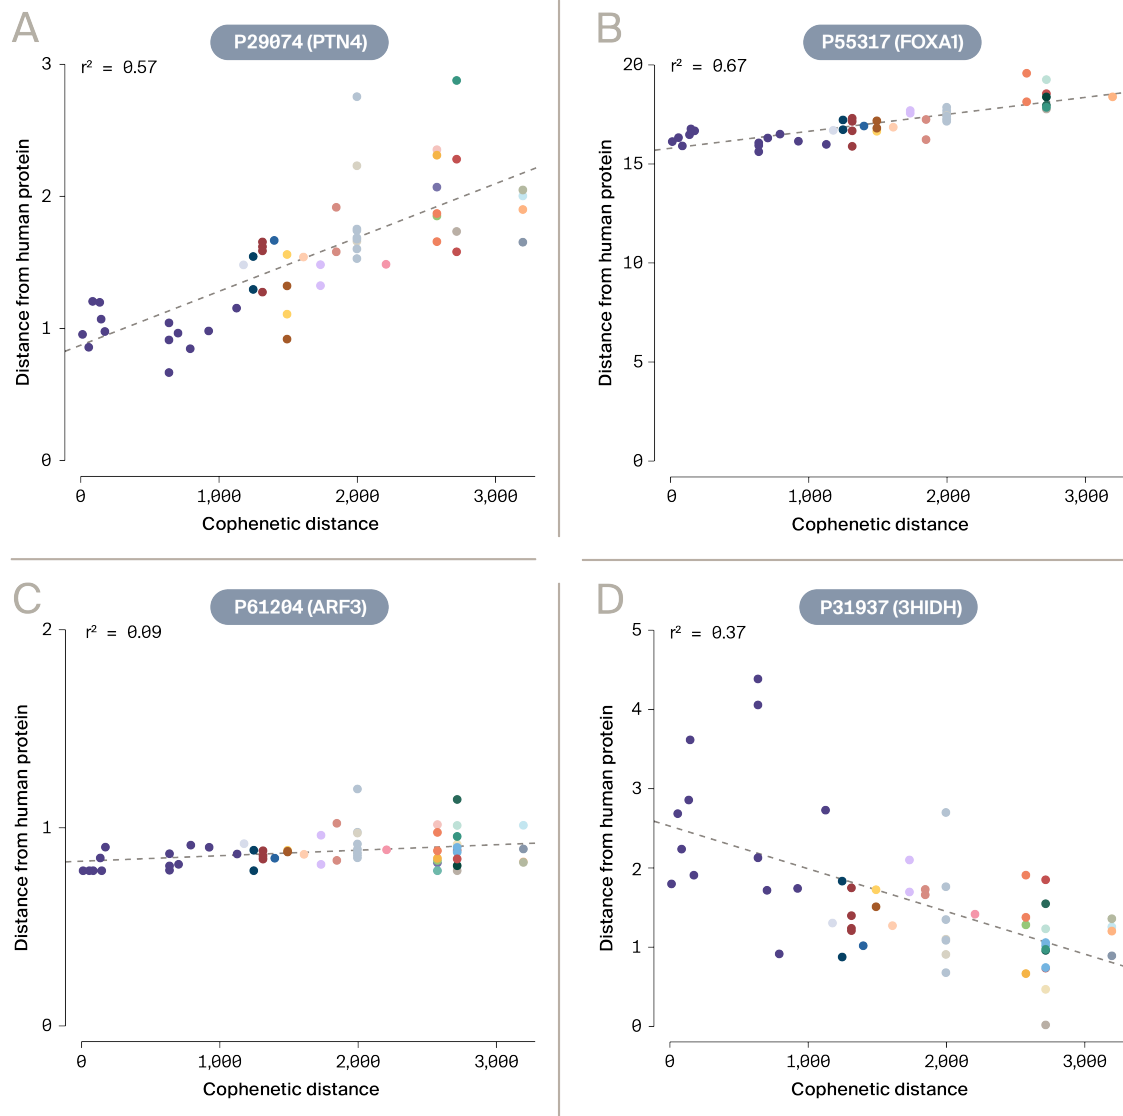 A
P29074 (PTN4)
r² = 0.57
3
2
1
0
Distance from human protein
0 1,000 2,000 3,000
Cophenetic distance
B
P55317 (FOXA1)
r² = 0.67
20
15
10
5
0
Distance from human protein
0 1,000 2,000 3,000
Cophenetic distance
C
P61204 (ARF3)
r² = 0.09
2
1
0
Distance from human protein
0 1,000 2,000 3,000
Cophenetic distance
D
P31937 (3HIDH)
r² = 0.37
5
4
3
2
1
0
Distance from human protein
0 1,000 2,000 3,000
Cophenetic distance